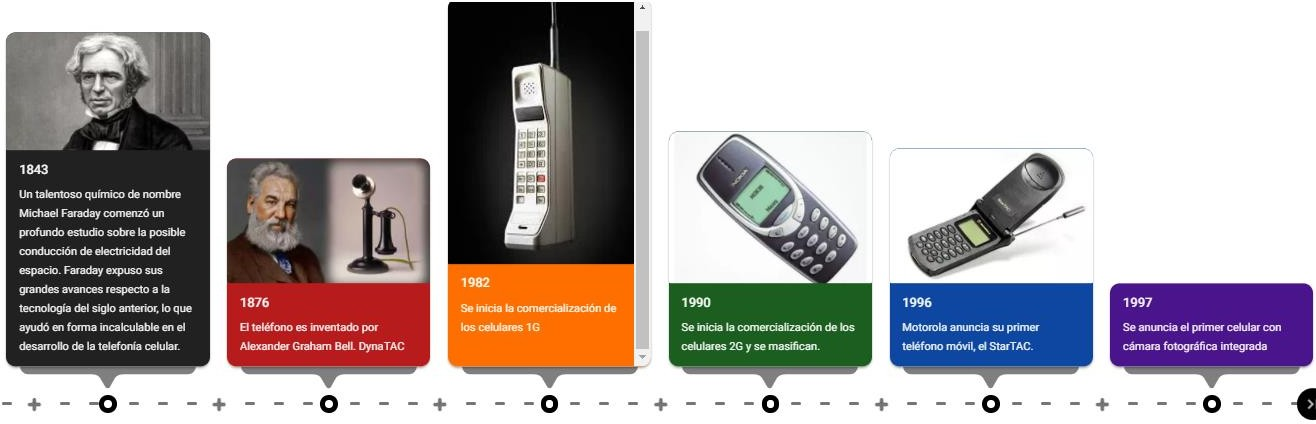 1843
Un talentoso químico de nombre
Michael Faraday comenzó un
profundo estudio sobre la posible
conducción de electricidad del
espacio. Faraday expuso sus
grandes avances respecto a la
tecnología del siglo anterior, lo que
ayudó en forma incalculable en el
desarrollo de la telefonía celular.
1876
El teléfono es inventado por
Alexander Graham Bell. DynaTAC
1982
Se inicia la comercialización de
los celulares 1G
NOKIA
1990
Se inicia la comercialización de los
celulares 2G y se masifican.
1996
Motorola anuncia su primer
teléfono móvil, el StarTAC.
1997
Se anuncia el primer celular con
cámara fotográfica integrada